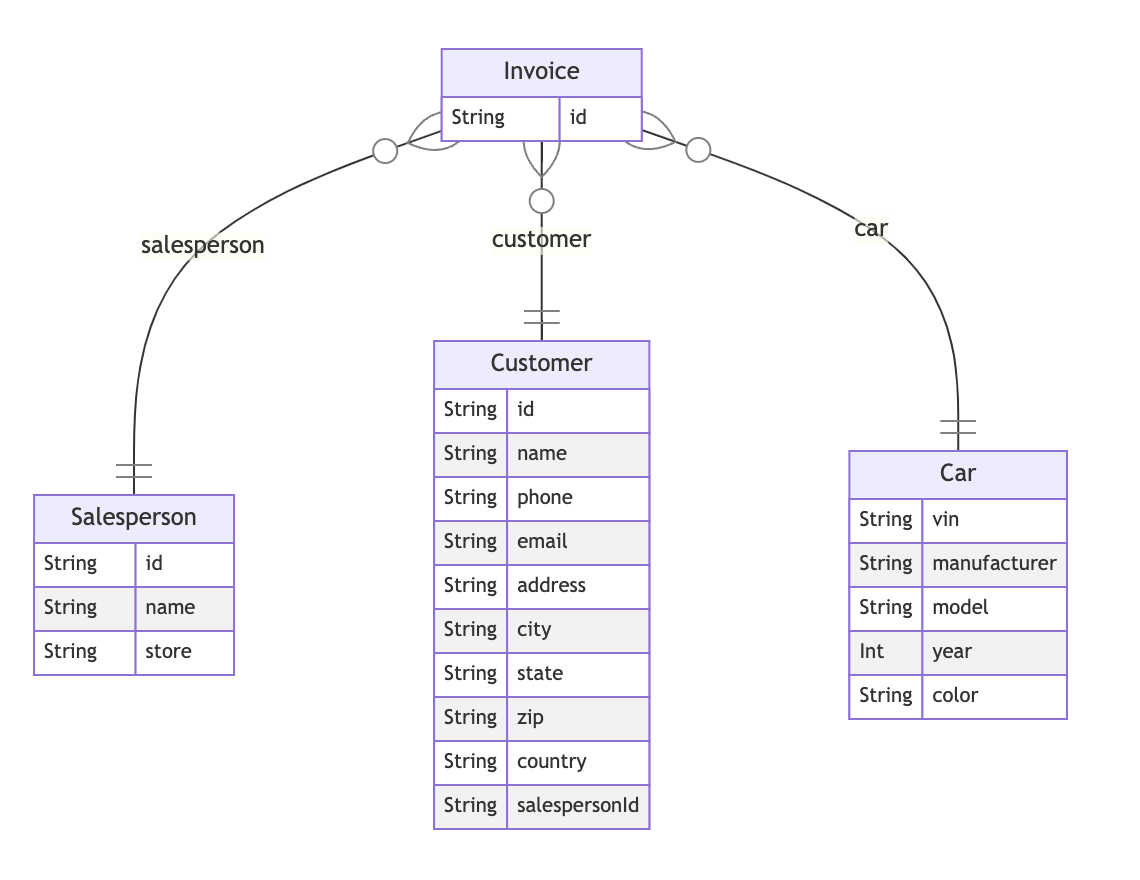 Invoice
String id
salesperson
customer
car
Customer
String id
String name
String phone
String email
String address
String city
String state
String zip
String country
String salespersonId
Car
String vin
String manufacturer
String model
Int year
String color
Salesperson
String id
String name
String store